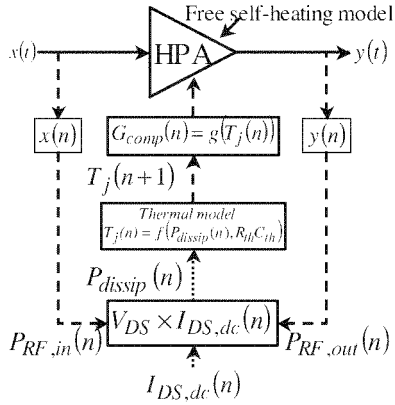 Free self-heating model
x(t) HPA y(t)
x(n) G_comp(n) = g(T_j(n)) y(n)
T_j(n+1)
Thermal model
T_j(n) = f(P_dissip(n), R_th C_th)
P_dissip(n)
V_DS × I_DS,dc(n)
P_RF,in(n) P_RF,out(n)
I_DS,dc(n)